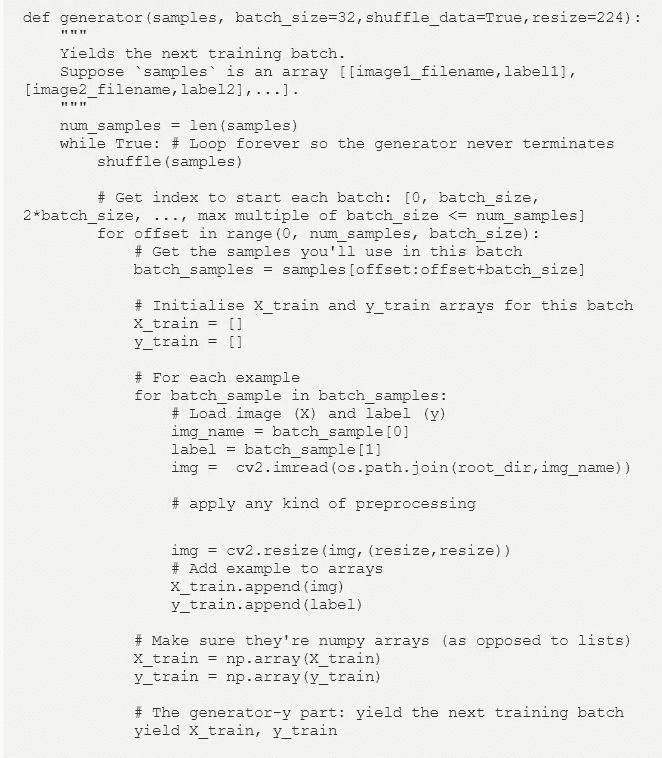 def generator(samples, batch_size=32,shuffle_data=True,resize=224):
    """
    Yields the next training batch.
    Suppose `samples` is an array [[image1_filename,label1],
[image2_filename,label2],...].
    """
    num_samples = len(samples)
    while True: # Loop forever so the generator never terminates
        shuffle(samples)

        # Get index to start each batch: [0, batch_size,
2*batch_size, ..., max multiple of batch_size <= num_samples]
        for offset in range(0, num_samples, batch_size):
            # Get the samples you'll use in this batch
            batch_samples = samples[offset:offset+batch_size]

            # Initialise X_train and y_train arrays for this batch
            X_train = []
            y_train = []

            # For each example
            for batch_sample in batch_samples:
                # Load image (X) and label (y)
                img_name = batch_sample[0]
                label = batch_sample[1]
                img =  cv2.imread(os.path.join(root_dir,img_name))

                # apply any kind of preprocessing


                img = cv2.resize(img,(resize,resize))
                # Add example to arrays
                X_train.append(img)
                y_train.append(label)

            # Make sure they're numpy arrays (as opposed to lists)
            X_train = np.array(X_train)
            y_train = np.array(y_train)

            # The generator-y part: yield the next training batch
            yield X_train, y_train